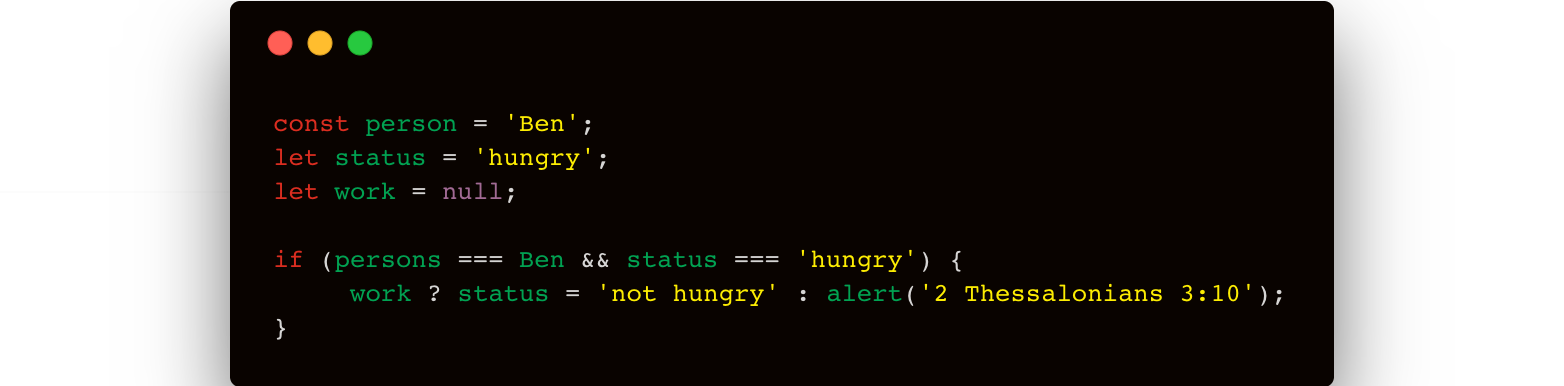 const person = 'Ben';
let status = 'hungry';
let work = null;
if (persons === Ben && status === 'hungry') {
work ? status = 'not hungry' : alert('2 Thessalonians 3:10');
}